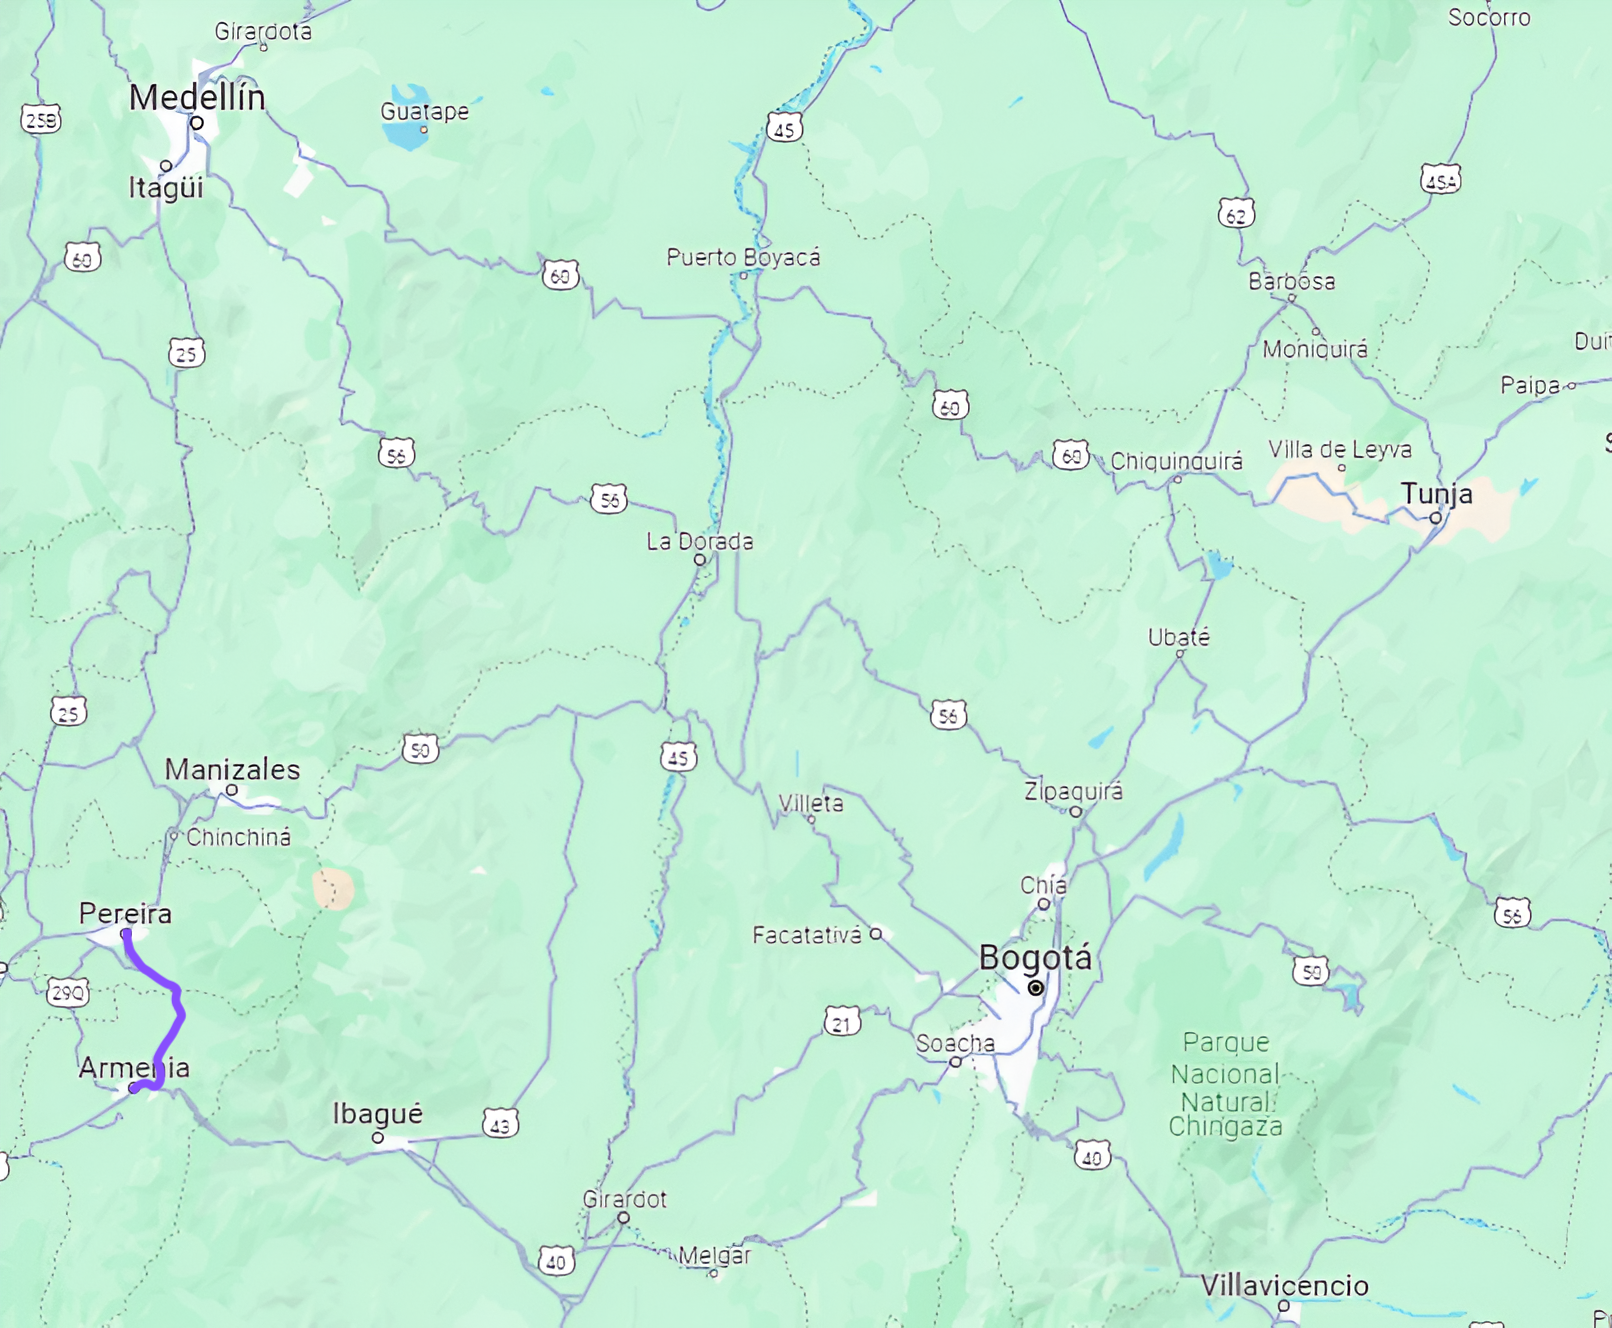 Socorro
Girardota
Medellín
Guatape
25B
45
Itagüi
45A
62
60
Puerto Boyacá
60
Barbosa
25
Moniquirá
Paipa
60
56
60
Chiquinquirá
Villa de Leyva
56
Tunja
La Dorada
Ubaté
25
56
50
45
Manizales
Zipaquirá
Villeta
Chinchiná
Chía
Pereira
56
Facatativá
Bogotá
50
29Q
21
Soacha
Parque
Nacional
Natural
Chingaza
Armenia
Ibagué
43
40
Girardot
Melgar
40
Villavicencio